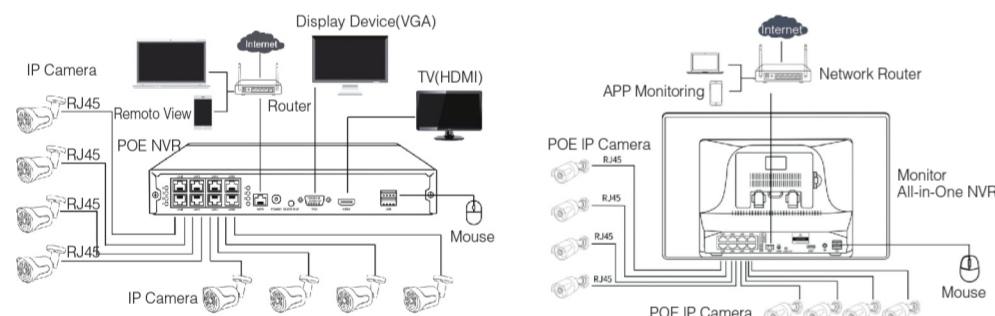 Display Device(VGA)
Internet
IP Camera
TV(HDMI)
RJ45
Remoto View
Router
POE NVR
RJ45
RJ45
RJ45
Mouse
IP Camera
Internet
Network Router
APP Monitoring
POE IP Camera
RJ45
Monitor
All-in-One NVR
RJ45
RJ45
RJ45
Mouse
POE IP Camera